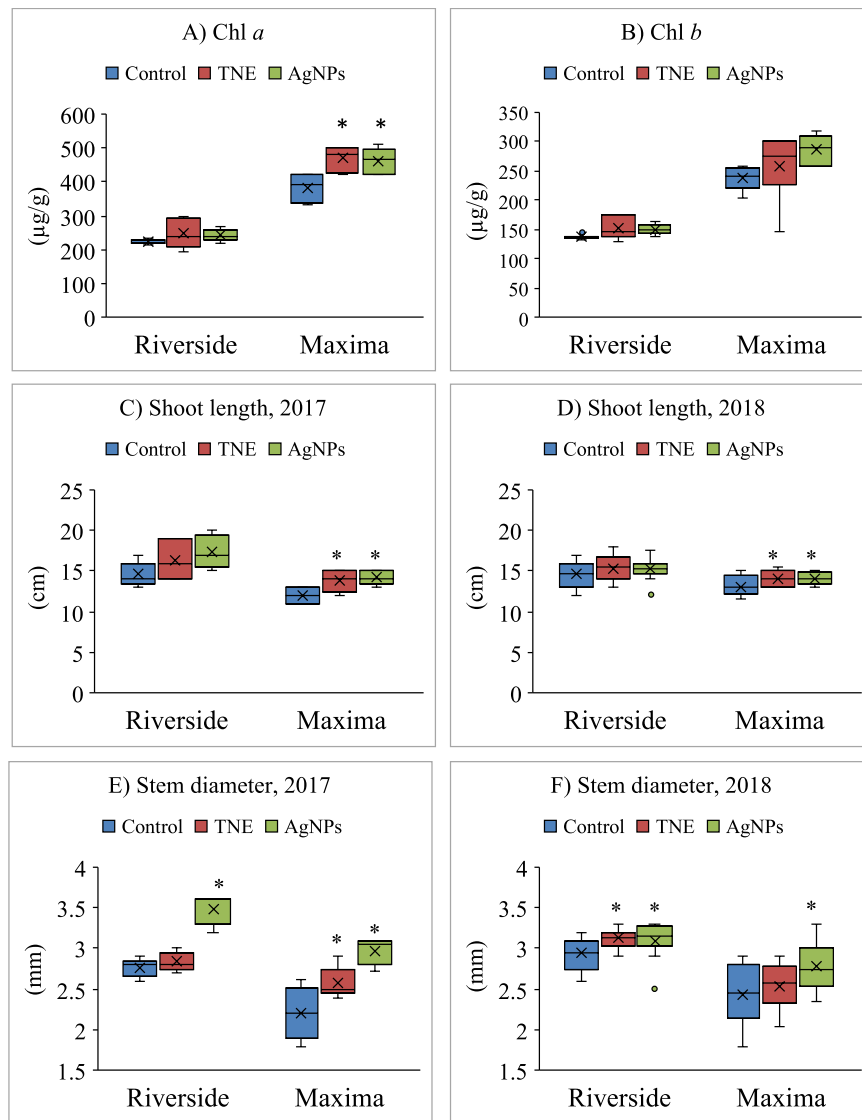 A) Chl a
Control TNE AgNPs
600
500
400
300
200
100
0
(µg/g)
* *
Riverside Maxima
B) Chl b
Control TNE AgNPs
350
300
250
200
150
100
50
0
(µg/g)
Riverside Maxima
C) Shoot length, 2017
Control TNE AgNPs
25
20
15
10
5
0
(cm)
* *
Riverside Maxima
D) Shoot length, 2018
Control TNE AgNPs
25
20
15
10
5
0
(cm)
* *
Riverside Maxima
E) Stem diameter, 2017
Control TNE AgNPs
4
3.5
3
2.5
2
1.5
(mm)
* * *
Riverside Maxima
F) Stem diameter, 2018
Control TNE AgNPs
4
3.5
3
2.5
2
1.5
(mm)
* * *
Riverside Maxima